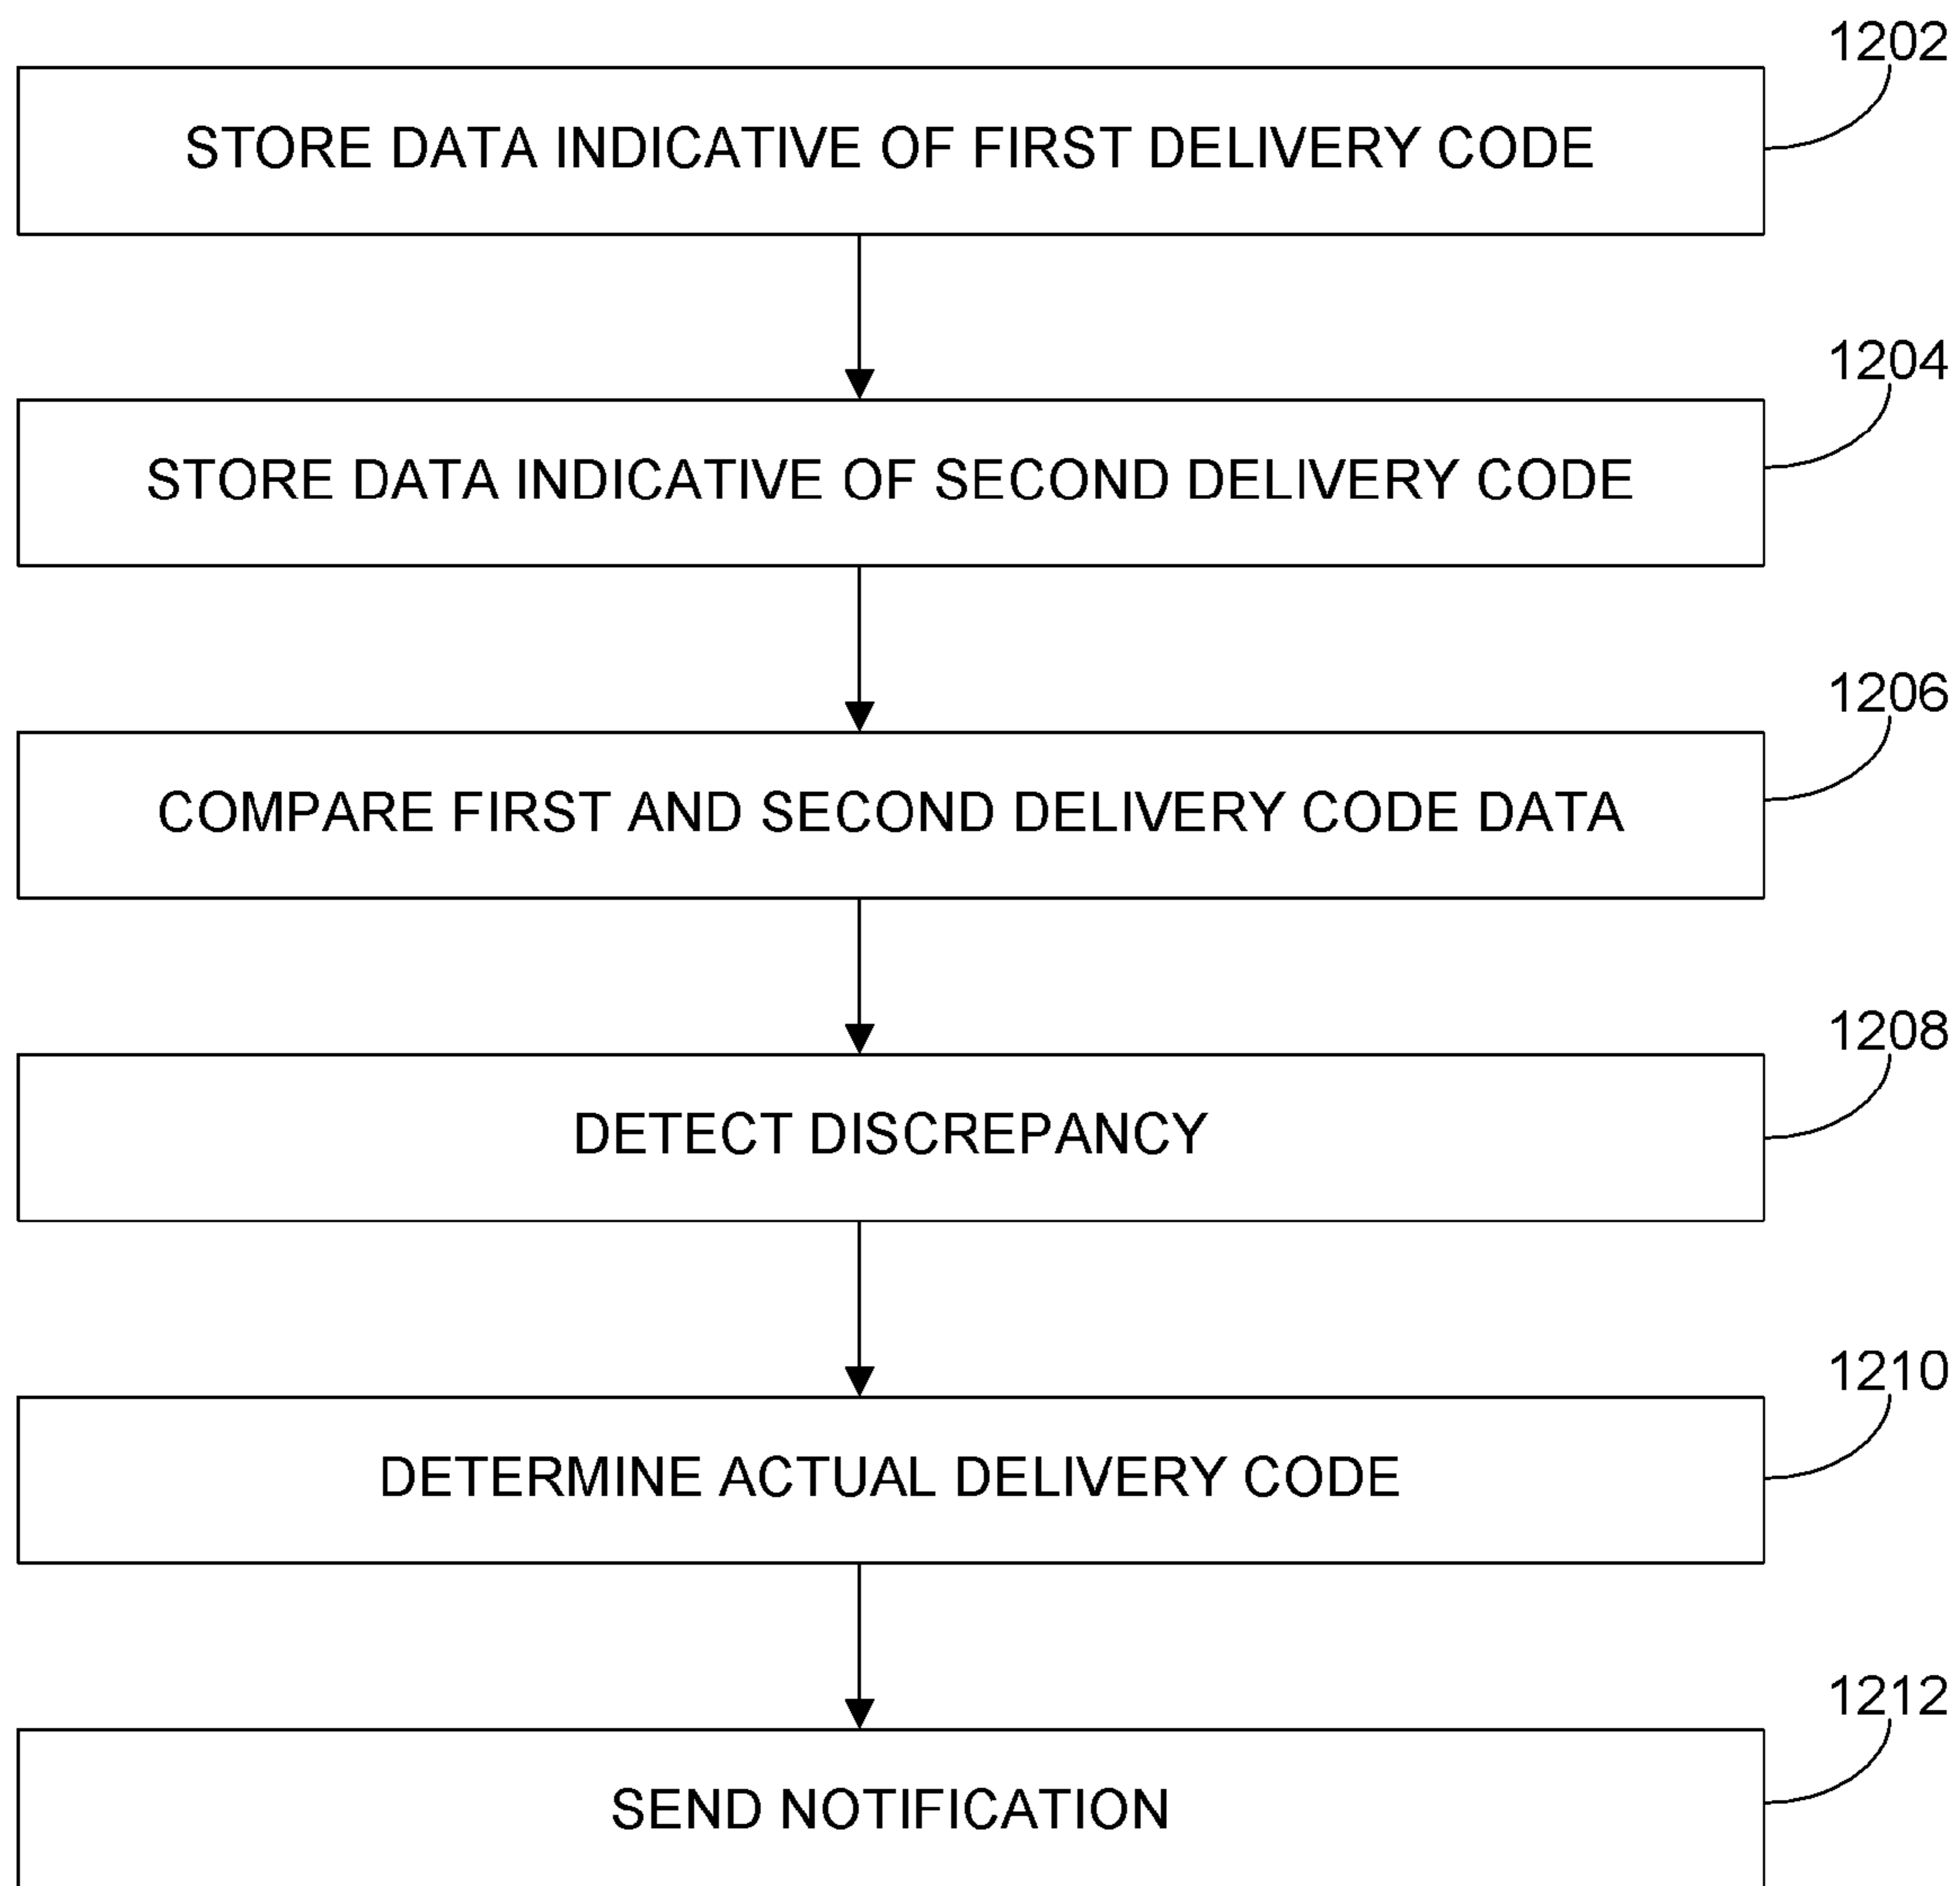 1202
STORE DATA INDICATIVE OF FIRST DELIVERY CODE
1204
STORE DATA INDICATIVE OF SECOND DELIVERY CODE
1206
COMPARE FIRST AND SECOND DELIVERY CODE DATA
1208
DETECT DISCREPANCY
1210
DETERMINE ACTUAL DELIVERY CODE
1212
SEND NOTIFICATION